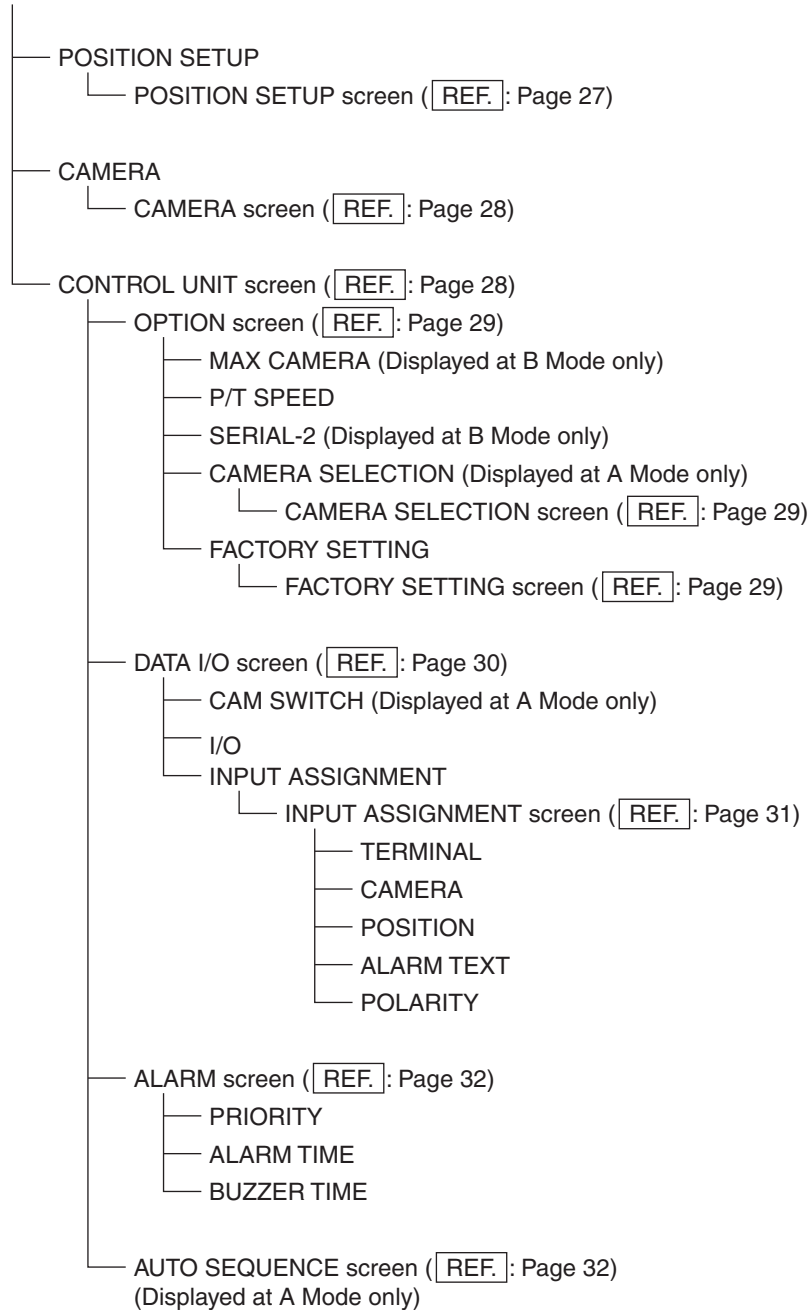 POSITION SETUP
POSITION SETUP screen ( REF. : Page 27)
CAMERA
CAMERA screen ( REF. : Page 28)
CONTROL UNIT screen ( REF. : Page 28)
OPTION screen ( REF. : Page 29)
MAX CAMERA (Displayed at B Mode only)
P/T SPEED
SERIAL-2 (Displayed at B Mode only)
CAMERA SELECTION (Displayed at A Mode only)
CAMERA SELECTION screen ( REF. : Page 29)
FACTORY SETTING
FACTORY SETTING screen ( REF. : Page 29)
DATA I/O screen ( REF. : Page 30)
CAM SWITCH (Displayed at A Mode only)
I/O
INPUT ASSIGNMENT
INPUT ASSIGNMENT screen ( REF. : Page 31)
TERMINAL
CAMERA
POSITION
ALARM TEXT
POLARITY
ALARM screen ( REF. : Page 32)
PRIORITY
ALARM TIME
BUZZER TIME
AUTO SEQUENCE screen ( REF. : Page 32)
(Displayed at A Mode only)